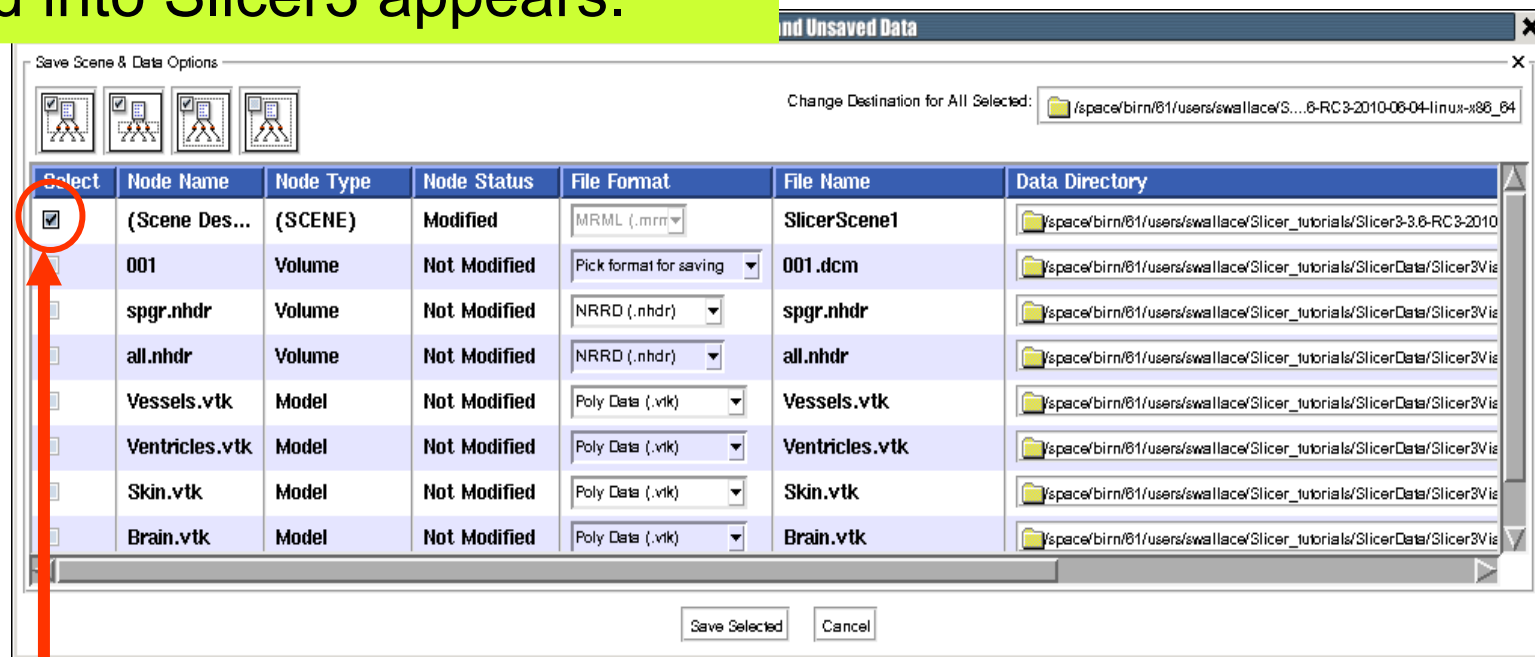 into Slicer3 appears.
and Unsaved Data
Save Scene & Data Options
Change Destination for All Selected: /space/birn/61/users/swallace/S....6-RC3-2010-06-04-linux-x86_64
Select Node Name Node Type Node Status File Format File Name Data Directory
(Scene Des... (SCENE) Modified MRML (.mrm SlicerScene1 /space/birn/61/users/swallace/Slicer_tutorials/Slicer3-3.6-RC3-2010
001 Volume Not Modified Pick format for saving 001.dcm /space/birn/61/users/swallace/Slicer_tutorials/SlicerData/Slicer3Vis
spgr.nhdr Volume Not Modified NRRD (.nhdr) spgr.nhdr /space/birn/61/users/swallace/Slicer_tutorials/SlicerData/Slicer3Vis
all.nhdr Volume Not Modified NRRD (.nhdr) all.nhdr /space/birn/61/users/swallace/Slicer_tutorials/SlicerData/Slicer3Vis
Vessels.vtk Model Not Modified Poly Data (.vtk) Vessels.vtk /space/birn/61/users/swallace/Slicer_tutorials/SlicerData/Slicer3Vis
Ventricles.vtk Model Not Modified Poly Data (.vtk) Ventricles.vtk /space/birn/61/users/swallace/Slicer_tutorials/SlicerData/Slicer3Vis
Skin.vtk Model Not Modified Poly Data (.vtk) Skin.vtk /space/birn/61/users/swallace/Slicer_tutorials/SlicerData/Slicer3Vis
Brain.vtk Model Not Modified Poly Data (.vtk) Brain.vtk /space/birn/61/users/swallace/Slicer_tutorials/SlicerData/Slicer3Vis
Save Selected Cancel